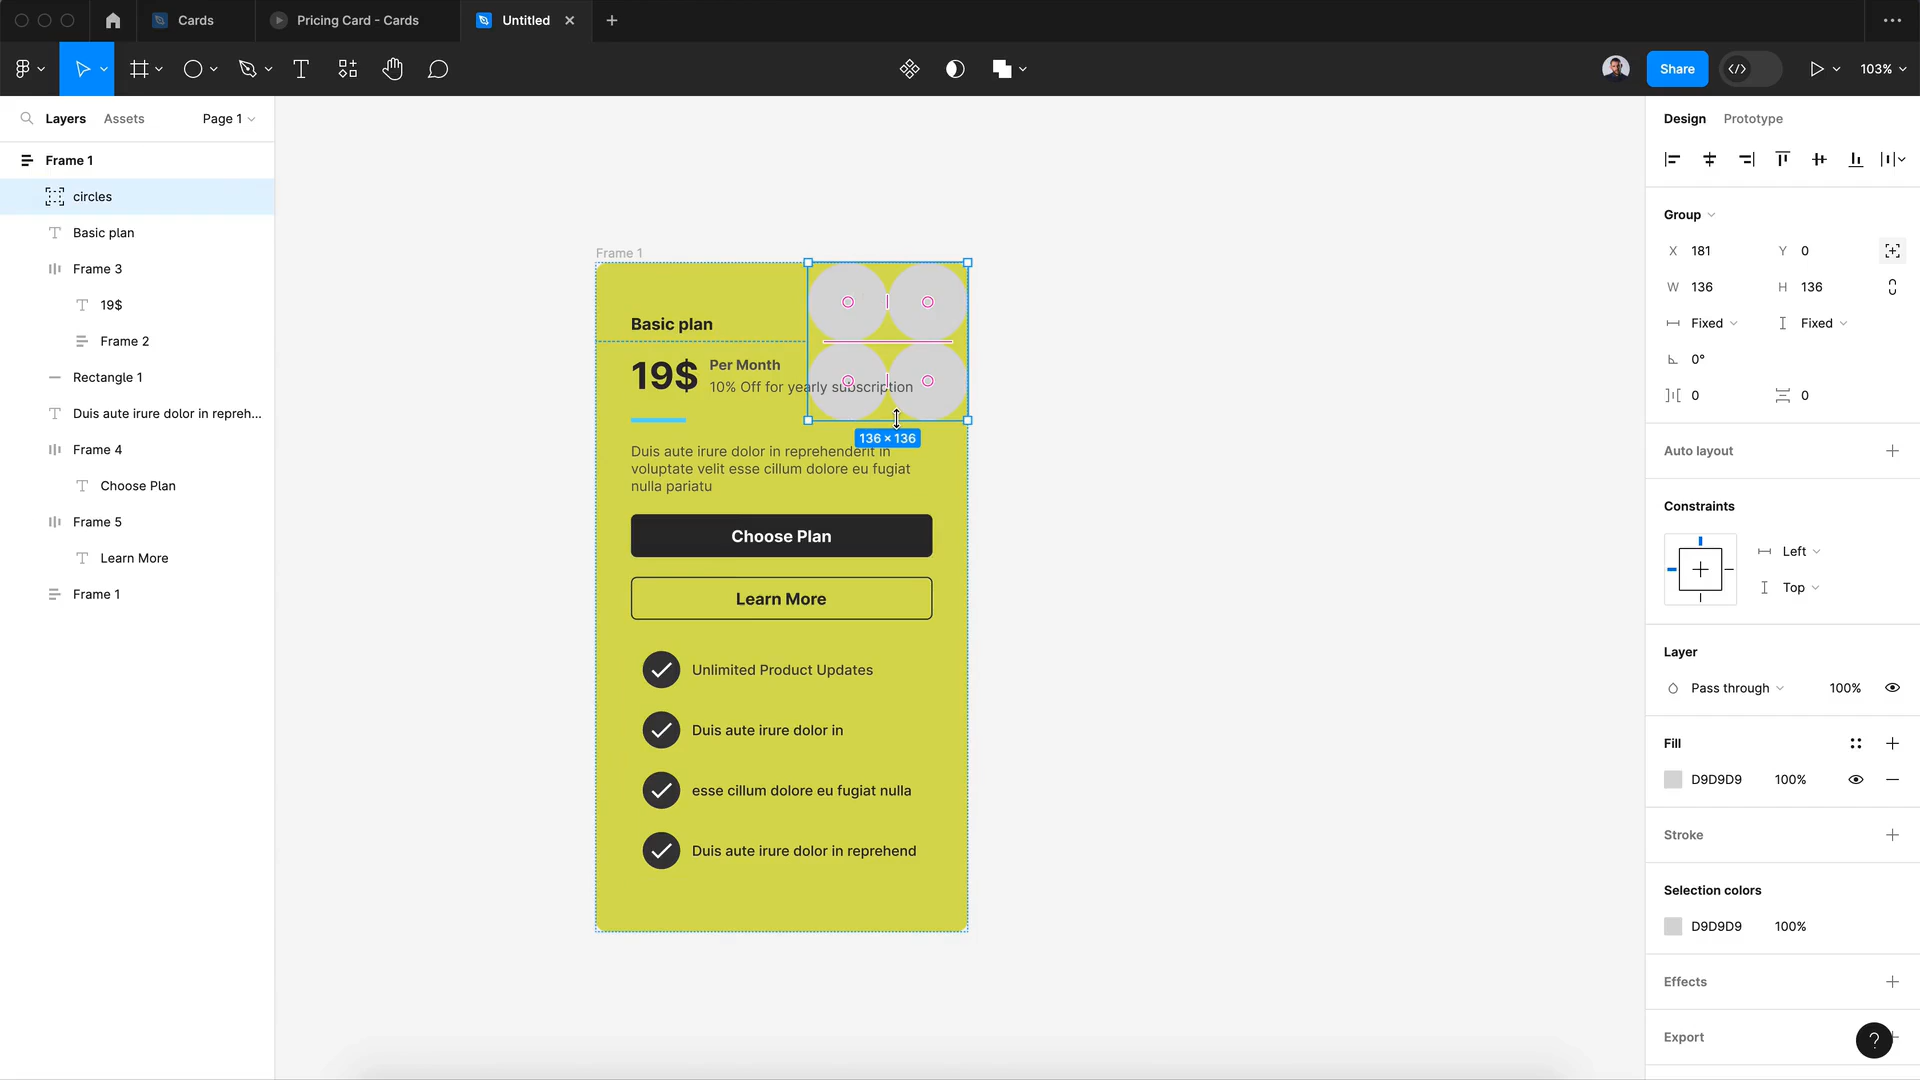 Cards
Pricing Card - Cards
Untitled
Share
103%
Layers
Assets
Page 1
Frame 1
circles
Basic plan
Frame 3
19$
Frame 2
Rectangle 1
Duis aute irure dolor in repreh...
Frame 4
Choose Plan
Frame 5
Learn More
Frame 1
Frame 1
Basic plan
19$
Per Month
10% Off for yearly subscription
136 × 136
Duis aute irure dolor in reprehenderit in
voluptate velit esse cillum dolore eu fugiat
nulla pariatu
Choose Plan
Learn More
Unlimited Product Updates
Duis aute irure dolor in
esse cillum dolore eu fugiat nulla
Duis aute irure dolor in reprehend
Design
Prototype
Group
X 181
Y 0
W 136
H 136
Fixed
Fixed
0°
0
0
Auto layout
Constraints
Left
Top
Layer
Pass through
100%
Fill
D9D9D9
100%
Stroke
Selection colors
D9D9D9
100%
Effects
Export
?